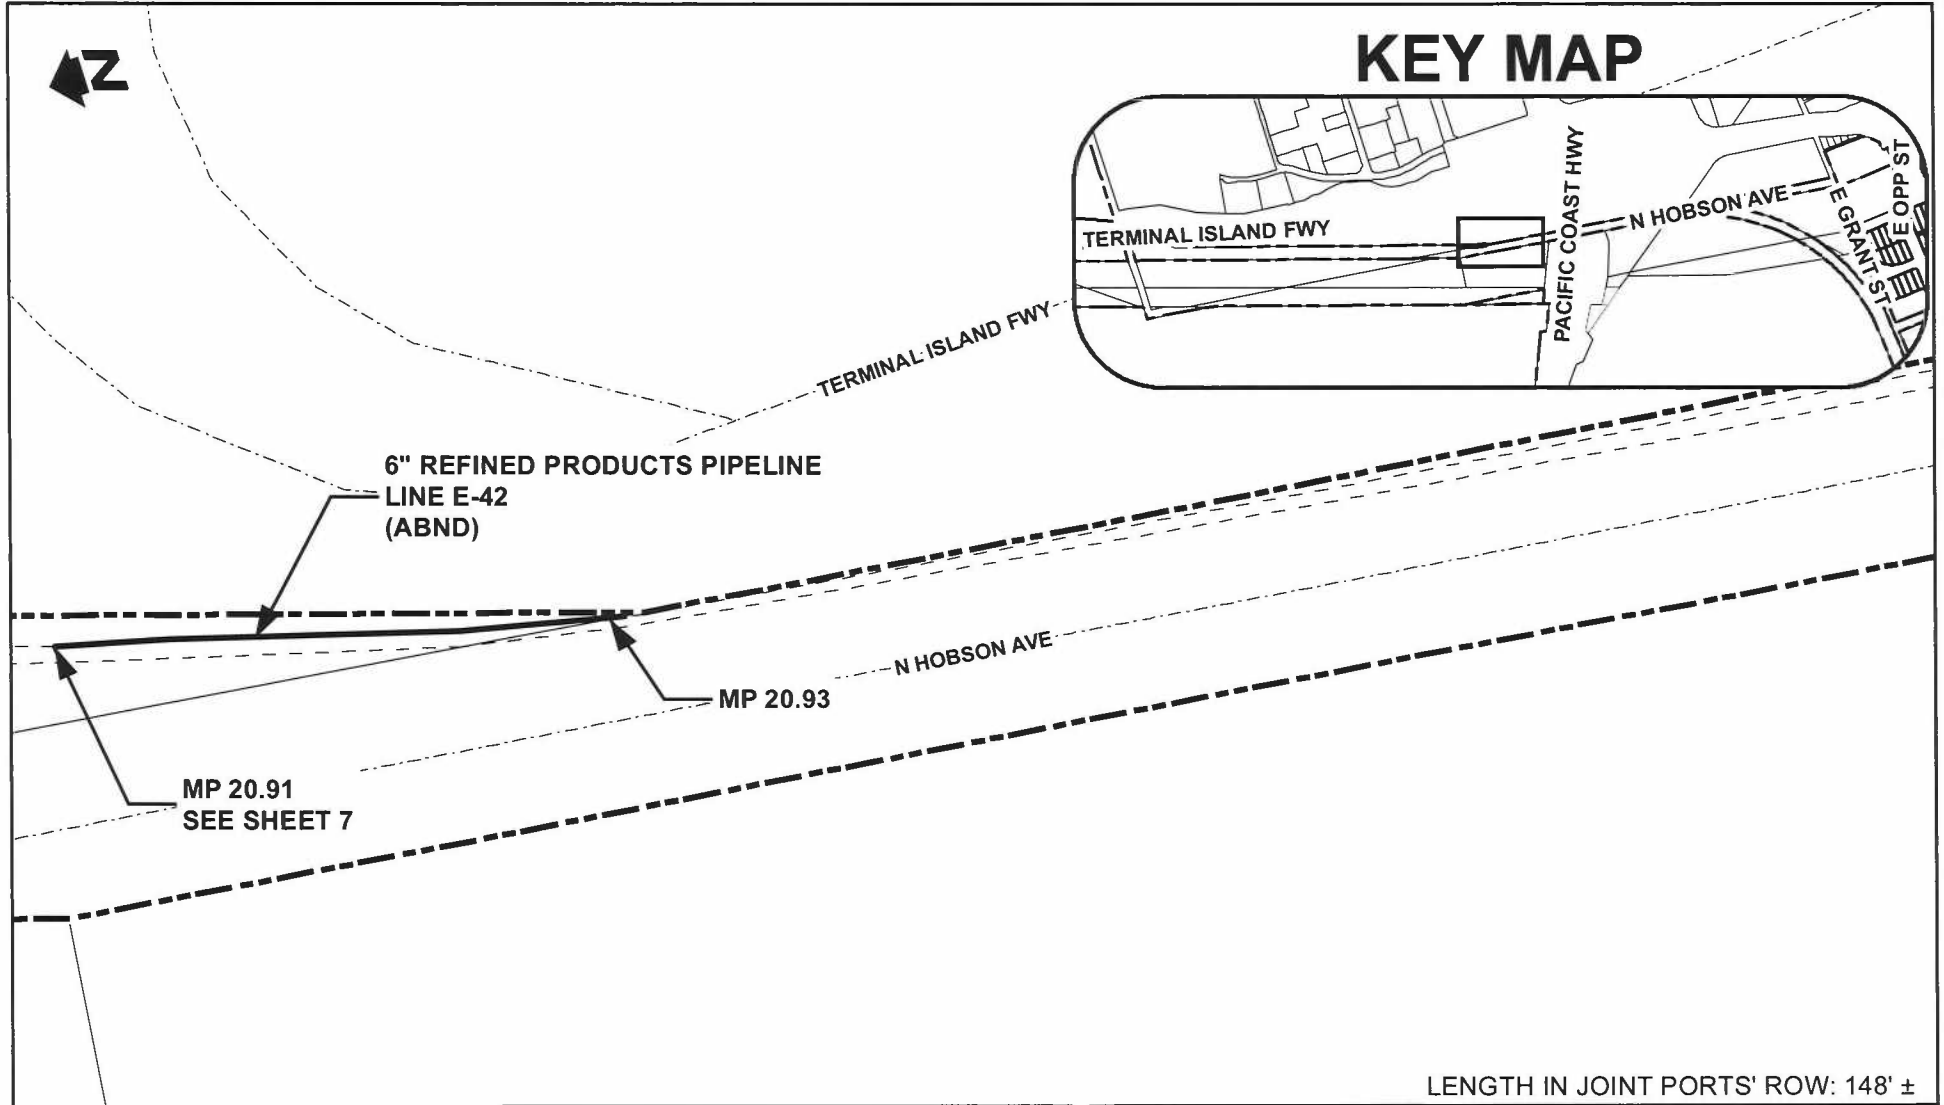 N
KEY MAP
TERMINAL ISLAND FWY
PACIFIC COAST HWY
N HOBSON AVE
E GRANT ST
E OPP ST
TERMINAL ISLAND FWY
6" REFINED PRODUCTS PIPELINE
LINE E-42
(ABND)
N HOBSON AVE
MP 20.93
MP 20.91
SEE SHEET 7
LENGTH IN JOINT PORTS' ROW: 148' ±